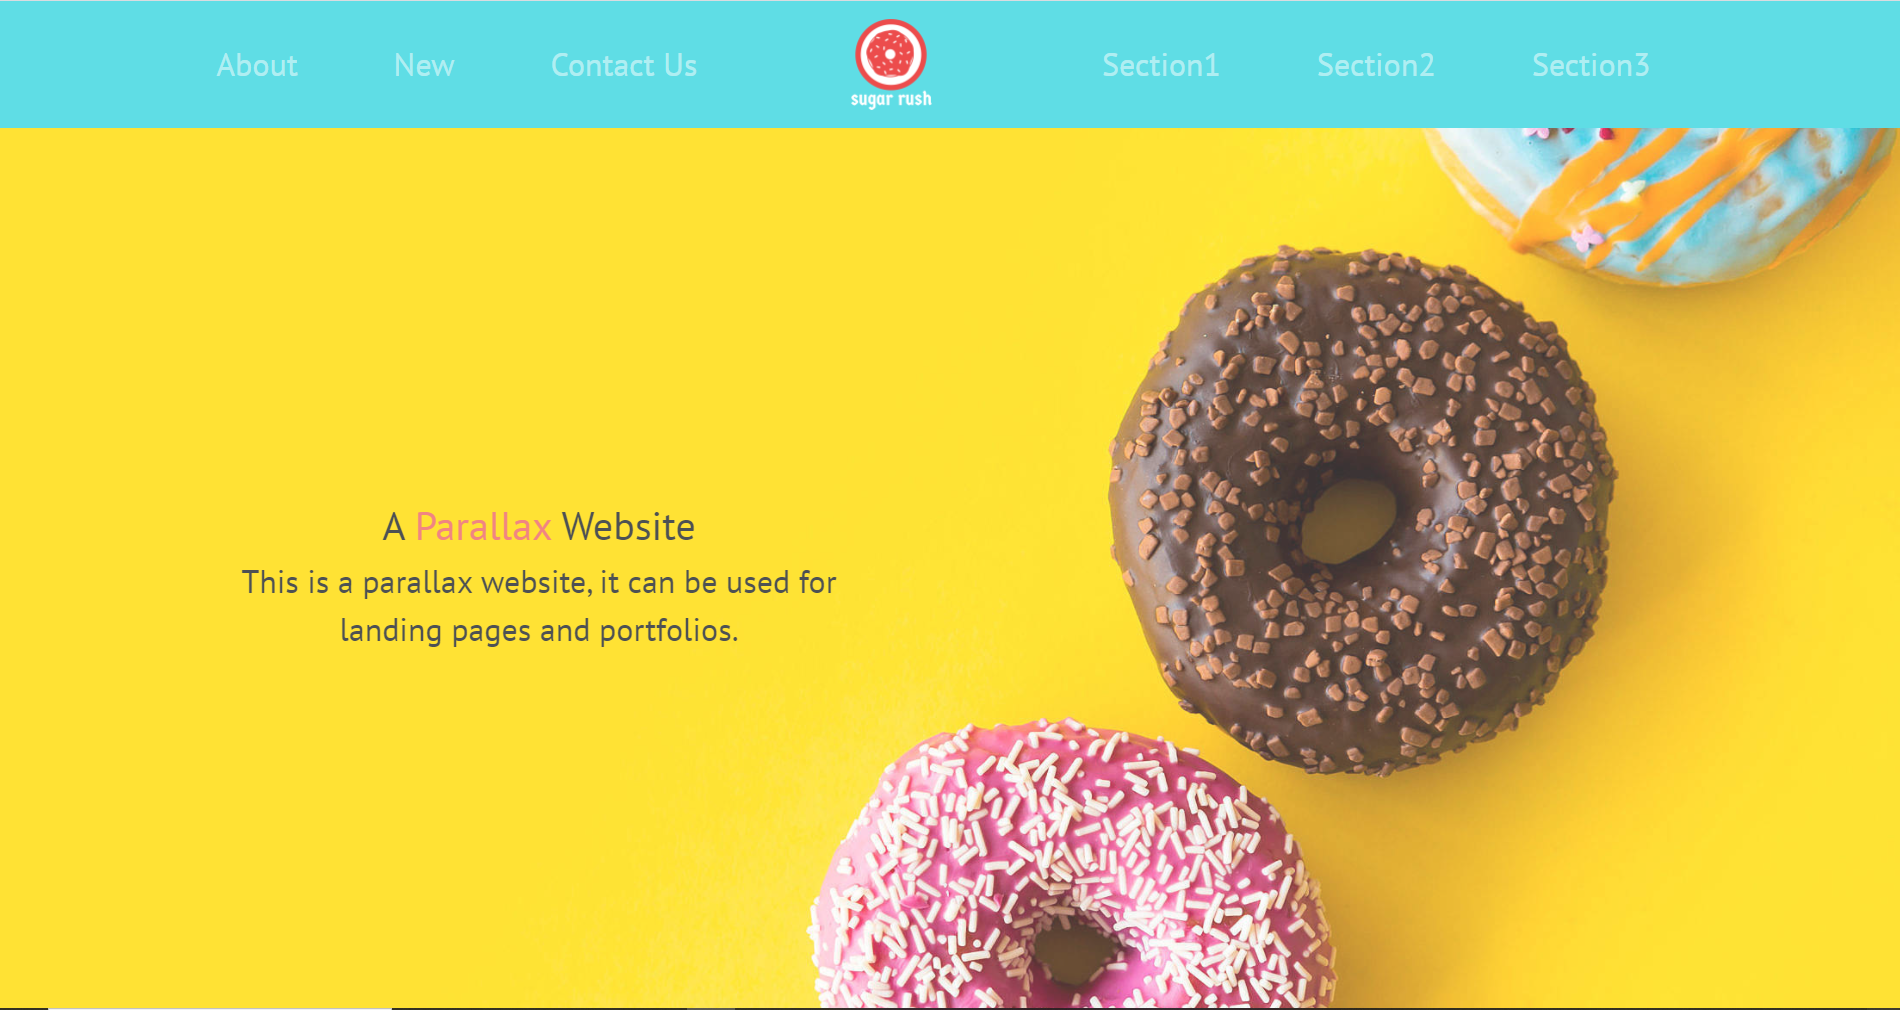 About New Contact Us sugar rush Section1 Section2 Section3
A Parallax Website
This is a parallax website, it can be used for
landing pages and portfolios.